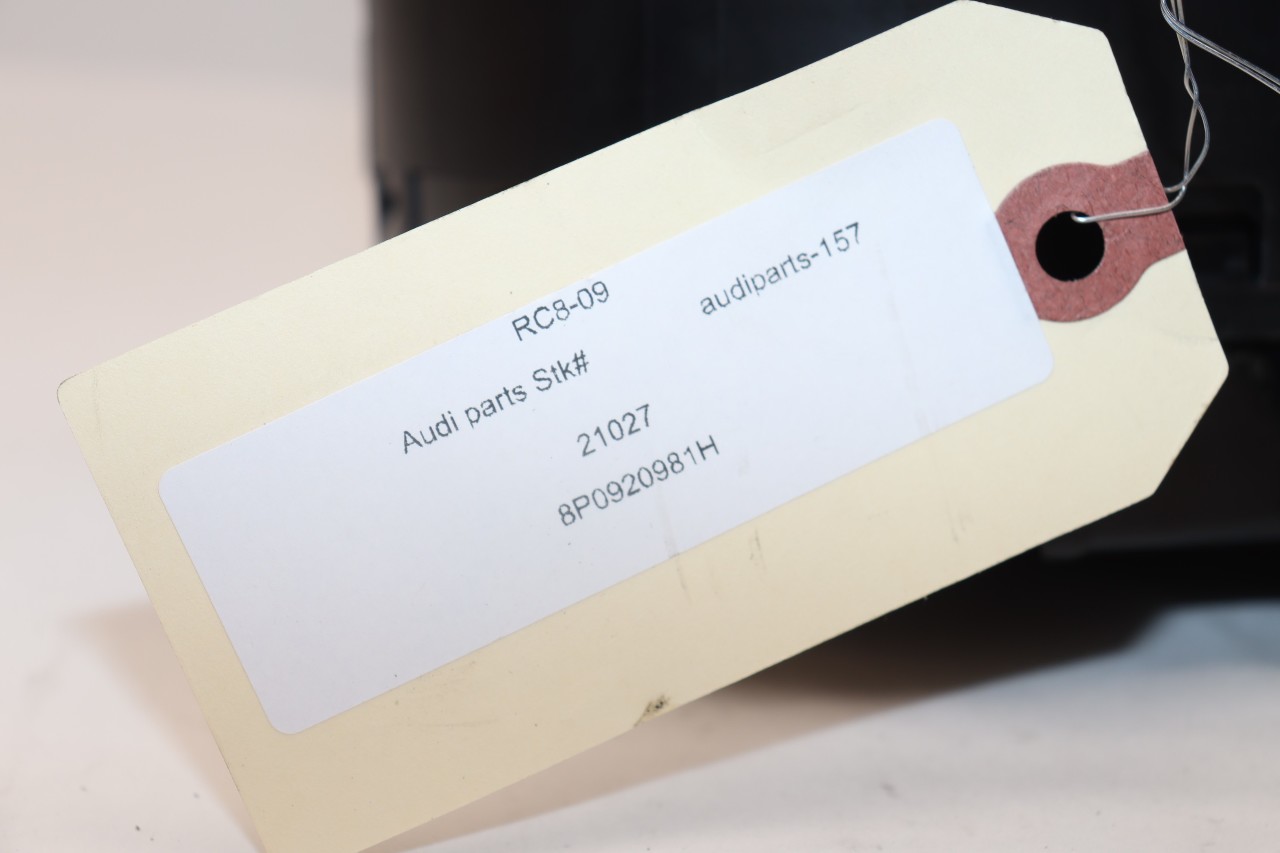 RC8-09
audiparts-157
Audi parts Stk#
21027
8P0920981H